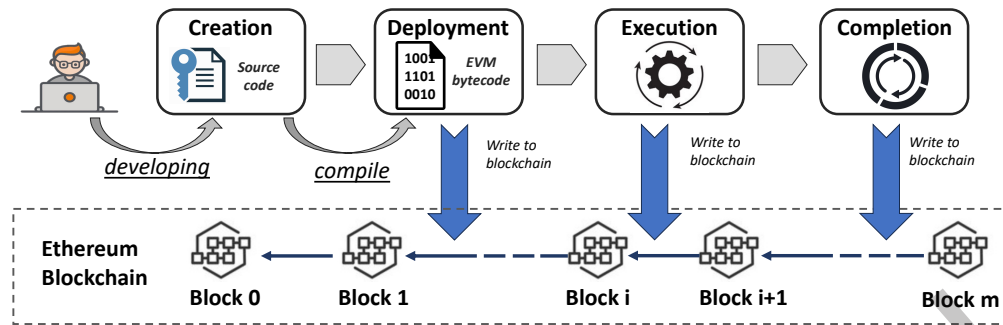 Creation
Deployment
Execution
Completion
Source
code
1001
1101
0010
EVM
bytecode
developing
compile
Write to
blockchain
Write to
blockchain
Write to
blockchain
Ethereum
Blockchain
Block 0
Block 1
Block i
Block i+1
Block m